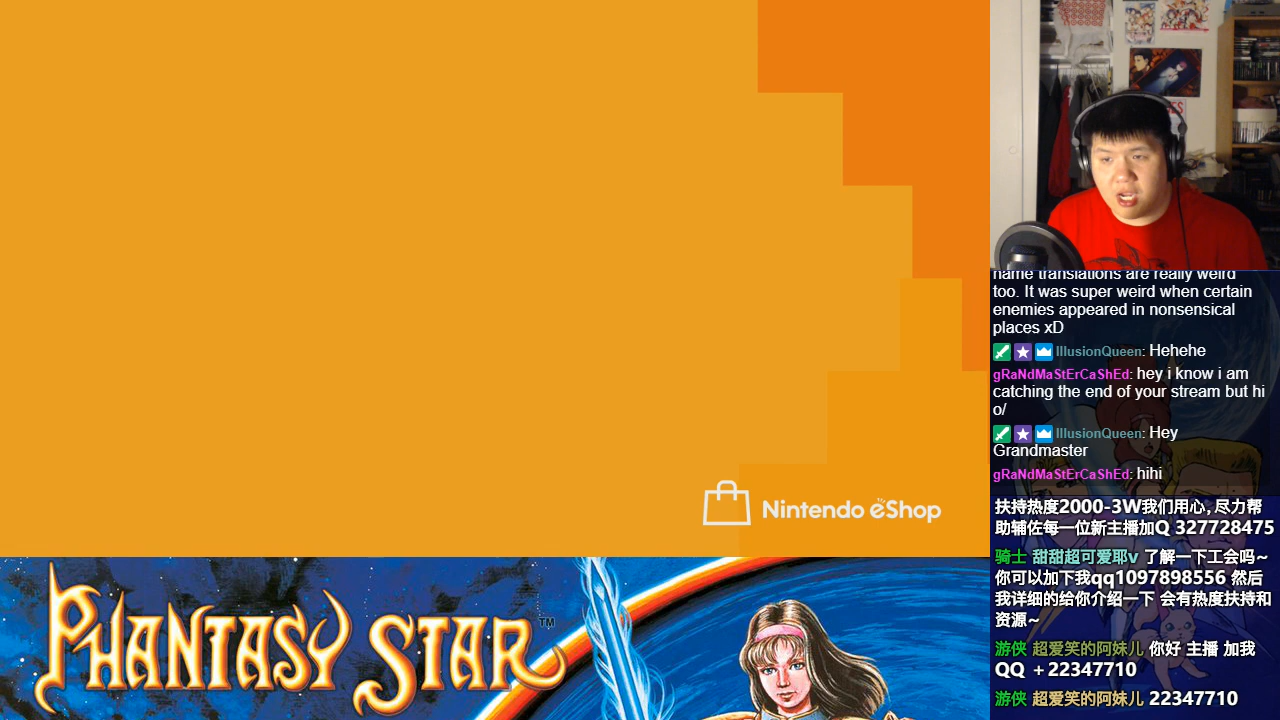 name translations are really weird
too. It was super weird when certain
enemies appeared in nonsensical
places xD
IllusionQueen: Hehehe
gRaNdMaStErCaShEd: hey i know i am
catching the end of your stream but hi
o/
IllusionQueen: Hey
Grandmaster
gRaNdMaStErCaShEd: hihi
Nintendo eShop
扶持热度2000-3W我们用心,尽力帮
助辅佐每一位新主播加Q 327728475
骑士 甜甜超可爱耶v 了解一下工会吗~
你可以加下我qq1097898556 然后
我详细的给你介绍一下 会有热度扶持和
资源~
游侠 超爱笑的阿妹儿 你好 主播 加我
QQ +22347710
游侠 超爱笑的阿妹儿 22347710
PHANTASY STAR™